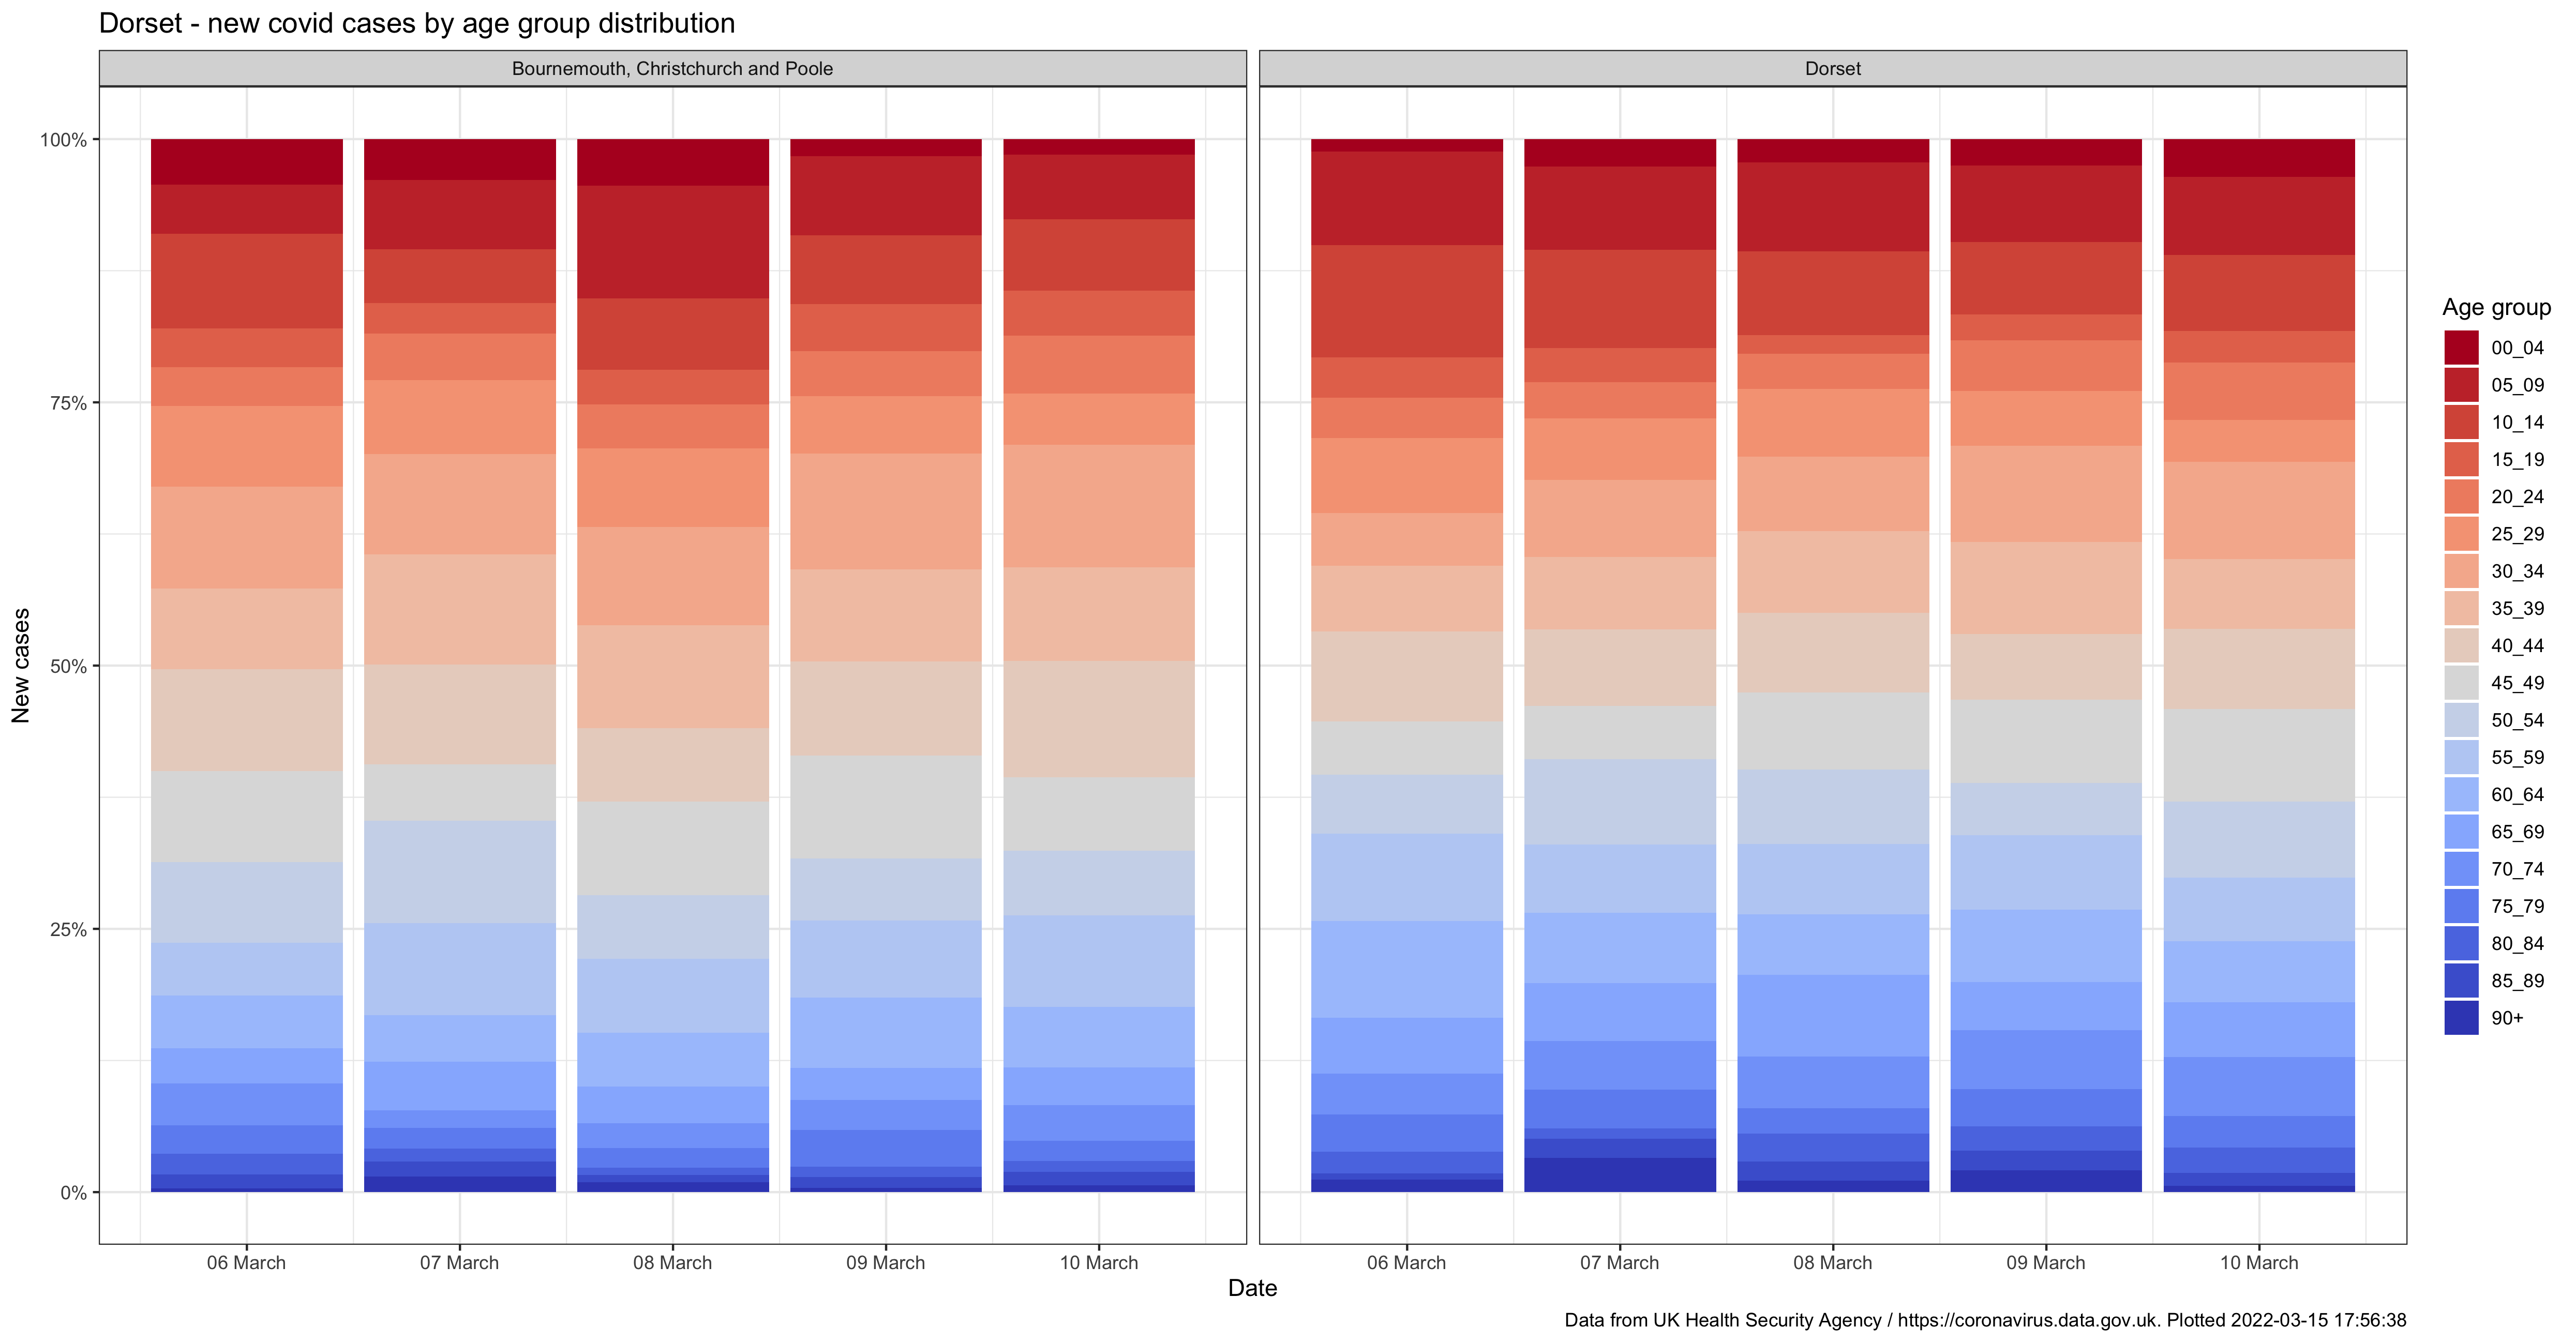 Dorset - new covid cases by age group distribution
Bournemouth, Christchurch and Poole
Dorset
New cases
100%
75%
50%
25%
0%
06 March
07 March
08 March
09 March
10 March
06 March
07 March
08 March
09 March
10 March
Date
Age group
00_04
05_09
10_14
15_19
20_24
25_29
30_34
35_39
40_44
45_49
50_54
55_59
60_64
65_69
70_74
75_79
80_84
85_89
90+
Data from UK Health Security Agency / https://coronavirus.data.gov.uk. Plotted 2022-03-15 17:56:38